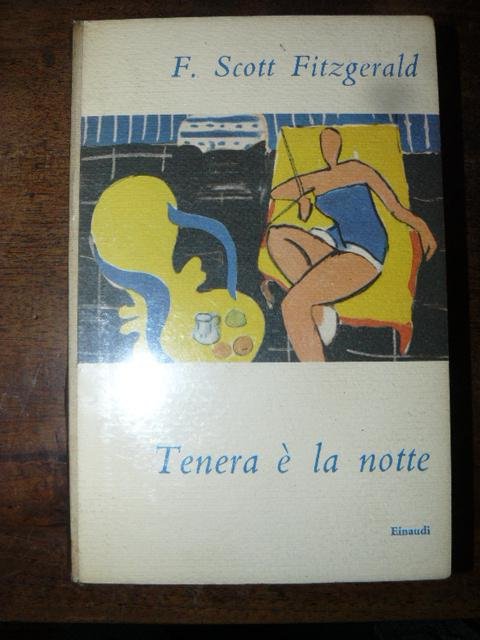 F. Scott Fitzgerald
Tenera è la notte
Einaudi